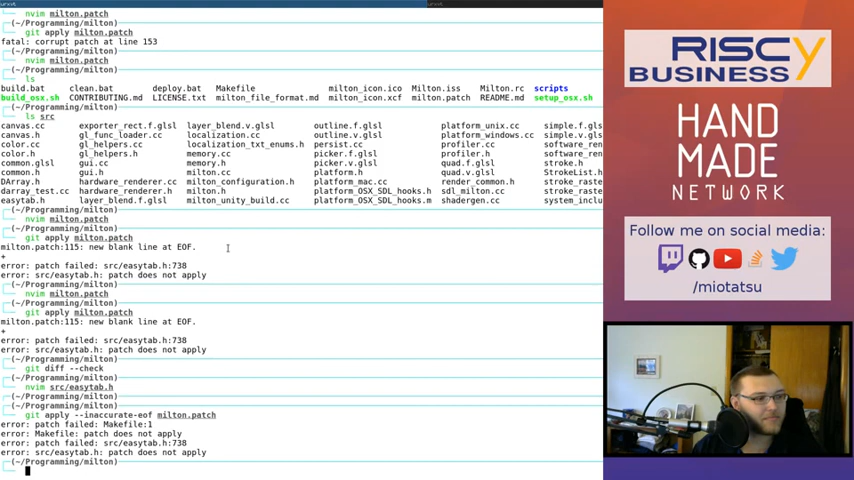 nvim milton.patch
(~/Programming/milton)
git apply milton.patch
fatal: corrupt patch at line 153
(~/Programming/milton)
nvim milton.patch
(~/Programming/milton)
ls
build.bat clean.bat deploy.bat Makefile milton_icon.ico Milton.iss Milton.rc scripts
build_osx.sh CONTRIBUTING.md LICENSE.txt milton_file_format.md milton_icon.xcf milton.patch README.md setup_osx.sh
(~/Programming/milton)
ls src
canvas.cc exporter_rect.f.glsl layer_blend.v.glsl outline.f.glsl platform_unix.cc simple.f.gl
canvas.h gl_func_loader.cc localization.cc outline.v.glsl prefs.cc simple.v.gl
color.cc gl_helpers.cc localization_txt_enums.h persist.cc profiler.cc software_ren
color.h gl_helpers.h memory.cc picker.f.glsl profiler.h software_ren
common.glsl gui.cc memory.h picker.v.glsl quad.f.glsl stroke.h
common.h gui.h milton.cc platform.h quad.v.glsl StrokeList.h
DArray.h hardware_renderer.cc milton_configuration.h platform_mac.cc render_common.h stroke_raste
darray_test.cc hardware_renderer.h milton.h platform_OSX_SDL_hooks.h sdl_milton.cc stroke_raste
easytab.h layer_blend.f.glsl milton_unity_build.cc platform_OSX_SDL_hooks.m shadergen.cc system_inclu
(~/Programming/milton)
nvim milton.patch
(~/Programming/milton)
git apply milton.patch
milton.patch:115: new blank line at EOF.
+
error: patch failed: src/easytab.h:738
error: src/easytab.h: patch does not apply
(~/Programming/milton)
nvim milton.patch
(~/Programming/milton)
git apply milton.patch
milton.patch:115: new blank line at EOF.
+
error: patch failed: src/easytab.h:738
error: src/easytab.h: patch does not apply
(~/Programming/milton)
git diff --check
(~/Programming/milton)
nvim src/easytab.h
(~/Programming/milton)
(~/Programming/milton)
git apply --inaccurate-eof milton.patch
error: patch failed: Makefile:1
error: Makefile: patch does not apply
error: patch failed: src/easytab.h:738
error: src/easytab.h: patch does not apply
(~/Programming/milton)
RISCY
BUSINESS
HAND
MADE
NETWORK
Follow me on social media:
/miotatsu